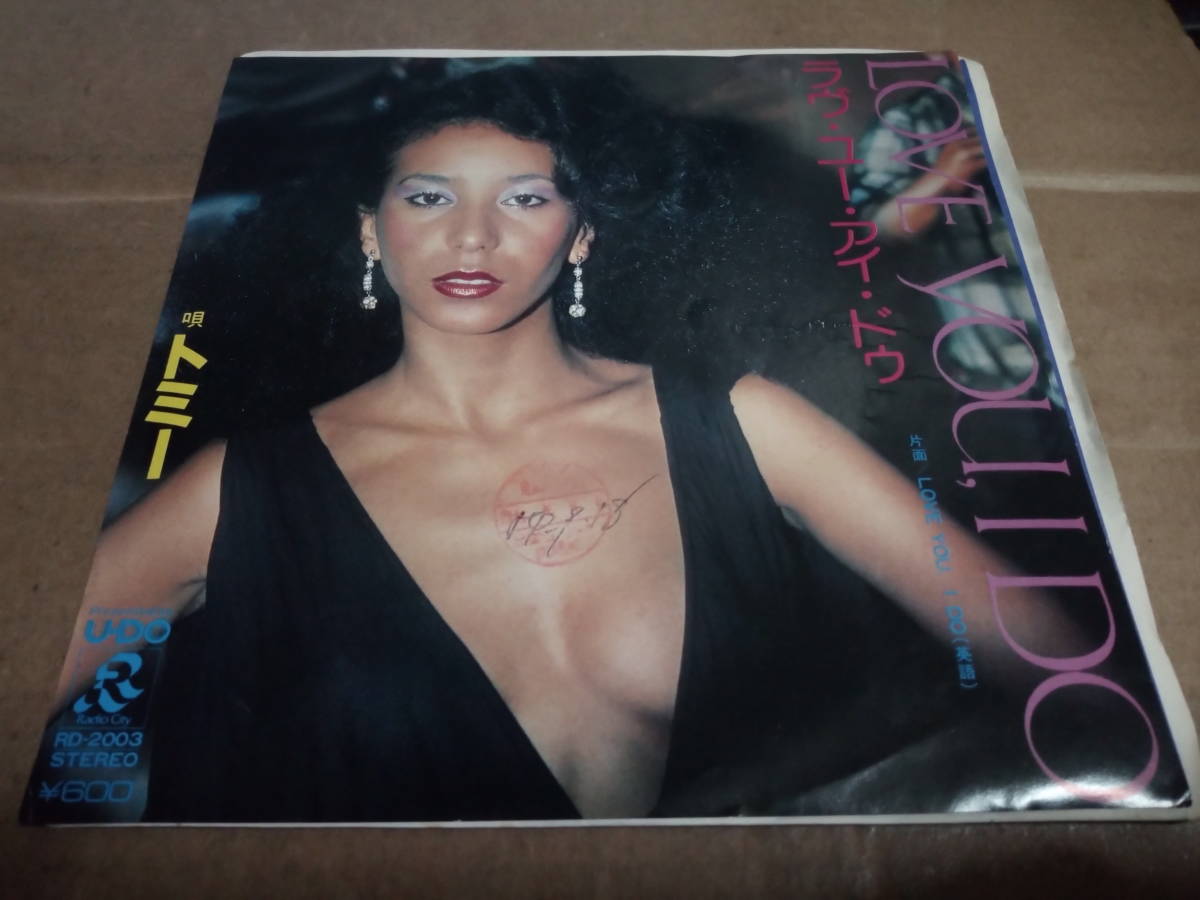 LOVE YOU, I DO
ラヴ・ユー・アイ・ドゥ
片面/LOVE YOU, I DO(英語)
唄 トミー
U·DO
Radio City
RD-2003
STEREO
¥600